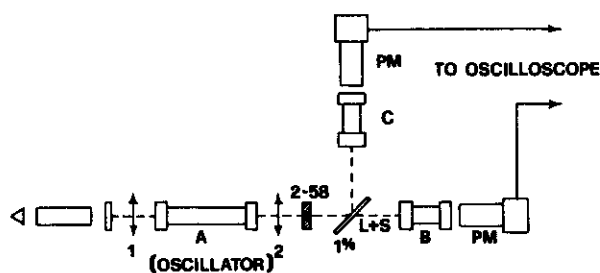 PM
TO OSCILLOSCOPE
C
2-58
L+S
1%
1
A
2
B
PM
(OSCILLATOR)